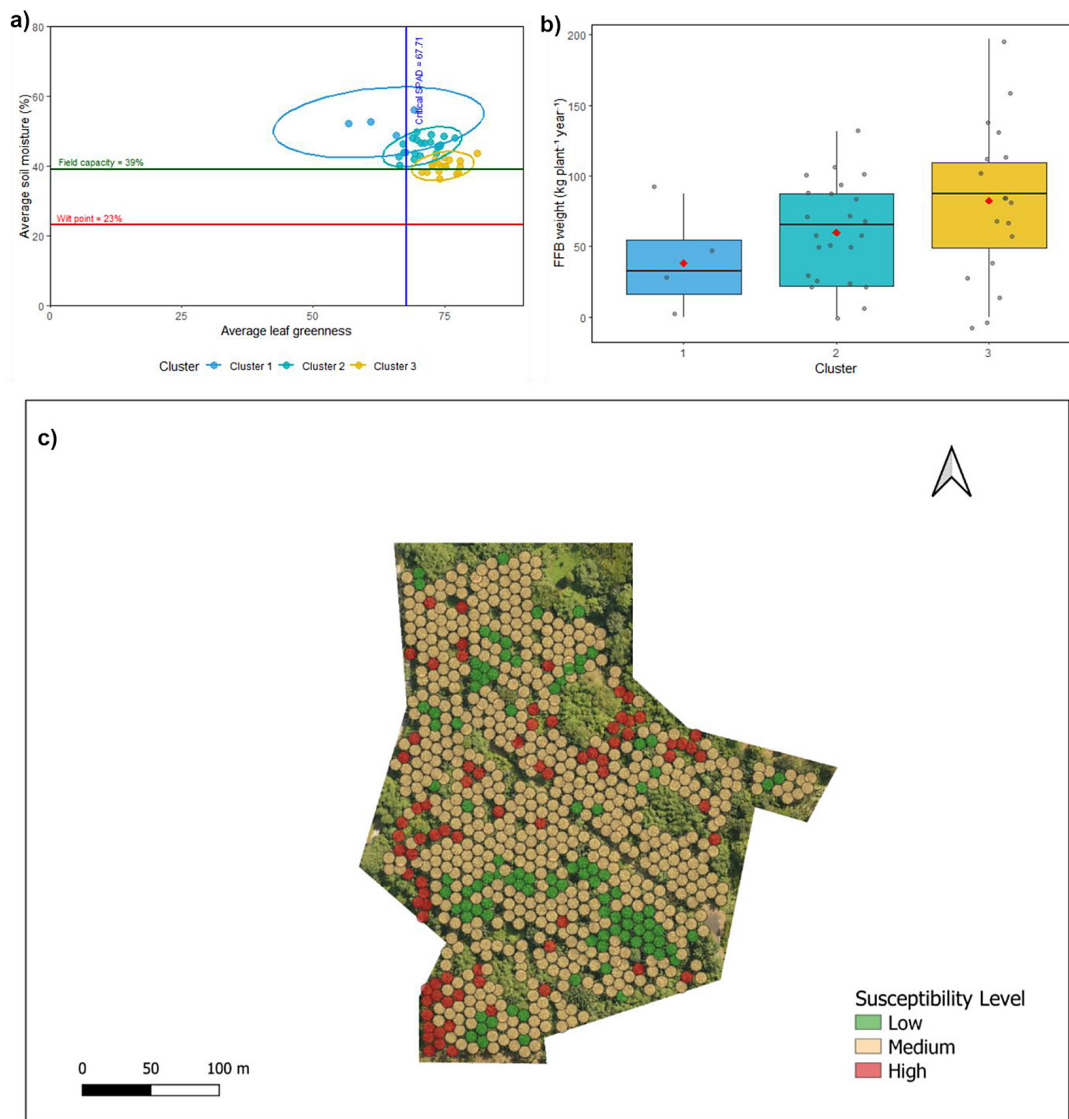 a)
80
60
40
20
0
Average soil moisture (%)
Critical SPAD = 67.71
Field capacity = 39%
Wilt point = 23%
0 25 50 75
Average leaf greenness
Cluster Cluster 1 Cluster 2 Cluster 3
b)
200
150
100
50
0
FFB weight (kg plant⁻¹ year⁻¹)
1 2 3
Cluster
c)
Susceptibility Level
Low
Medium
High
0 50 100 m